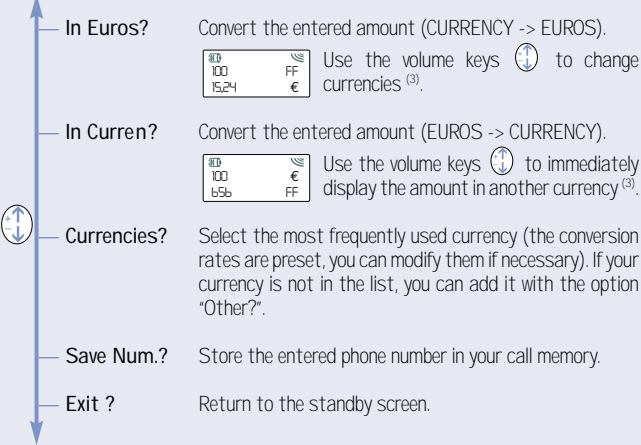 In Euros? Convert the entered amount (CURRENCY -> EUROS).
100 FF
15,24 €
Use the volume keys + - to change
currencies (3).
In Curren? Convert the entered amount (EUROS -> CURRENCY).
100 €
656 FF
Use the volume keys + - to immediately
display the amount in another currency (3).
+ -
Currencies? Select the most frequently used currency (the conversion
rates are preset, you can modify them if necessary). If your
currency is not in the list, you can add it with the option
"Other?".
Save Num.? Store the entered phone number in your call memory.
Exit ? Return to the standby screen.